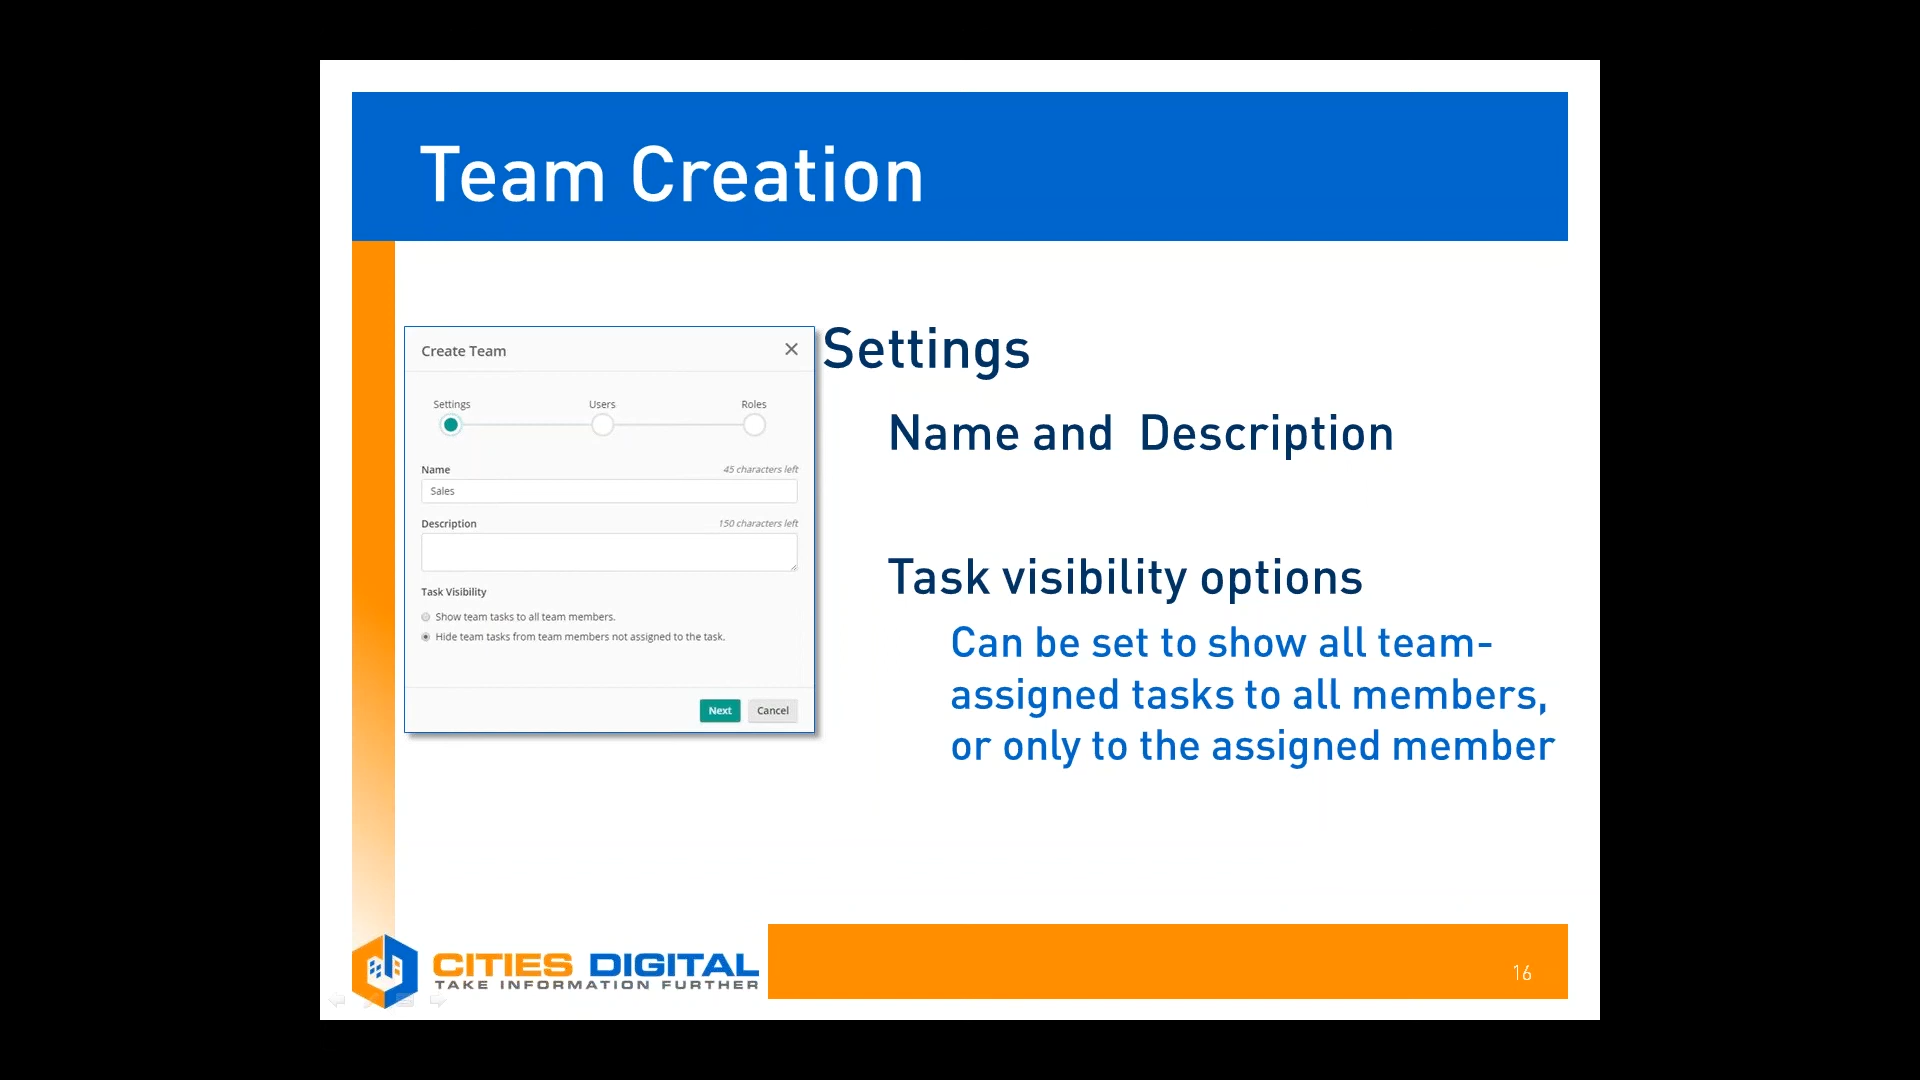 Team Creation
Create Team
Settings Users Roles
Name 45 characters left
Sales
Description 150 characters left
Task Visibility
Show team tasks to all team members.
Hide team tasks from team members not assigned to the task.
Next Cancel
Settings
Name and Description
Task visibility options
Can be set to show all team-
assigned tasks to all members,
or only to the assigned member
CITIES DIGITAL
TAKE INFORMATION FURTHER
16